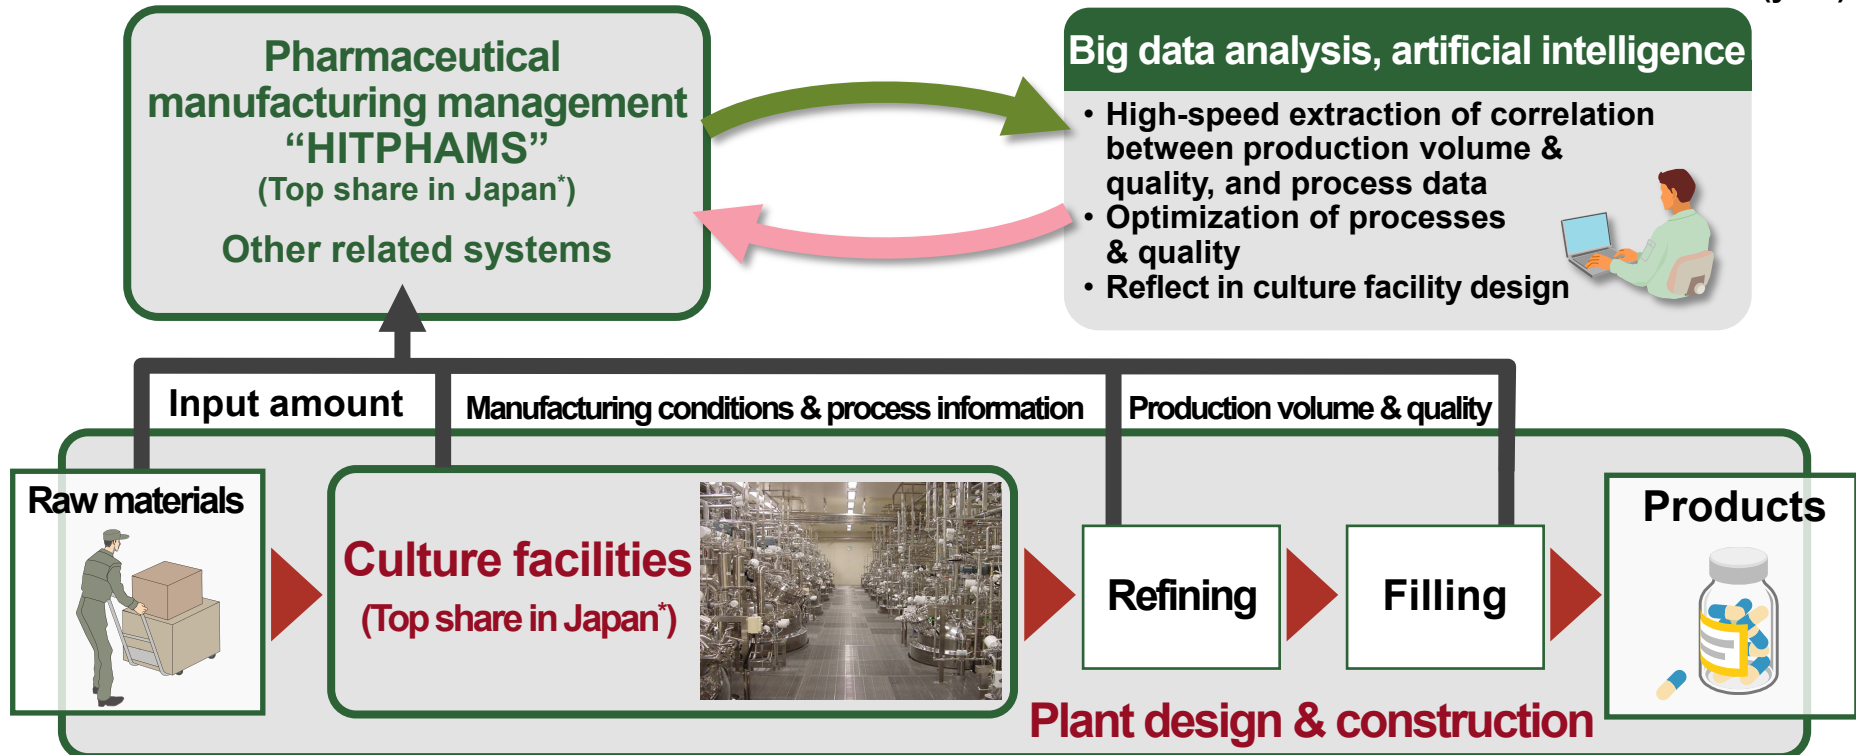 Pharmaceutical
manufacturing management
“HITPHAMS”
(Top share in Japan*)
Other related systems
Big data analysis, artificial intelligence
• High-speed extraction of correlation
between production volume &
quality, and process data
• Optimization of processes
& quality
• Reflect in culture facility design
Input amount
Manufacturing conditions & process information
Production volume & quality
Raw materials
Culture facilities
(Top share in Japan*)
Refining
Filling
Products
Plant design & construction